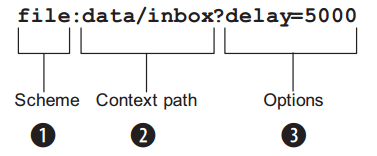 file:data/inbox?delay=5000
Scheme Context path Options
1 2 3